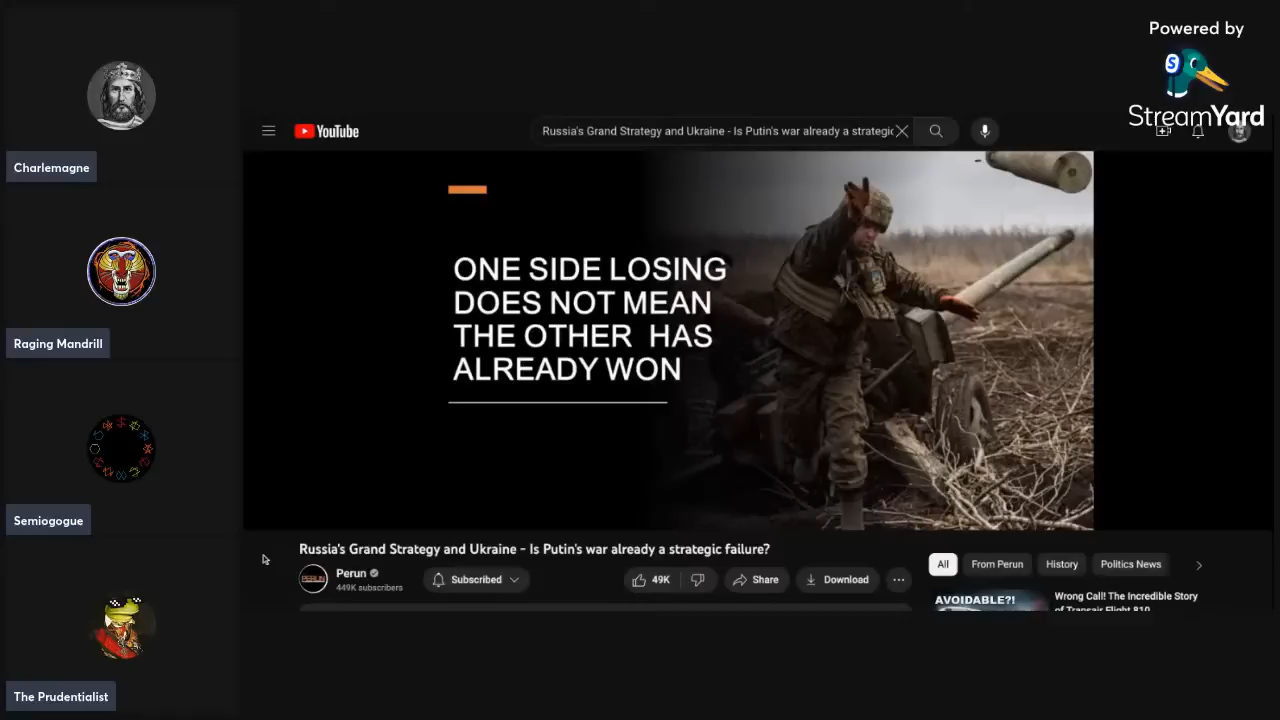 Powered by
S
StreamYard
Charlemagne
Raging Mandrill
Semiogogue
The Prudentialist
YouTube
Russia's Grand Strategy and Ukraine - Is Putin's war already a strategic
ONE SIDE LOSING
DOES NOT MEAN
THE OTHER HAS
ALREADY WON
Russia's Grand Strategy and Ukraine - Is Putin's war already a strategic failure?
PERUN
Perun
449K subscribers
Subscribed
49K
Share
Download
All
From Perun
History
Politics News
AVOIDABLE?!
Wrong Call! The Incredible Story
of Transair Flight 810